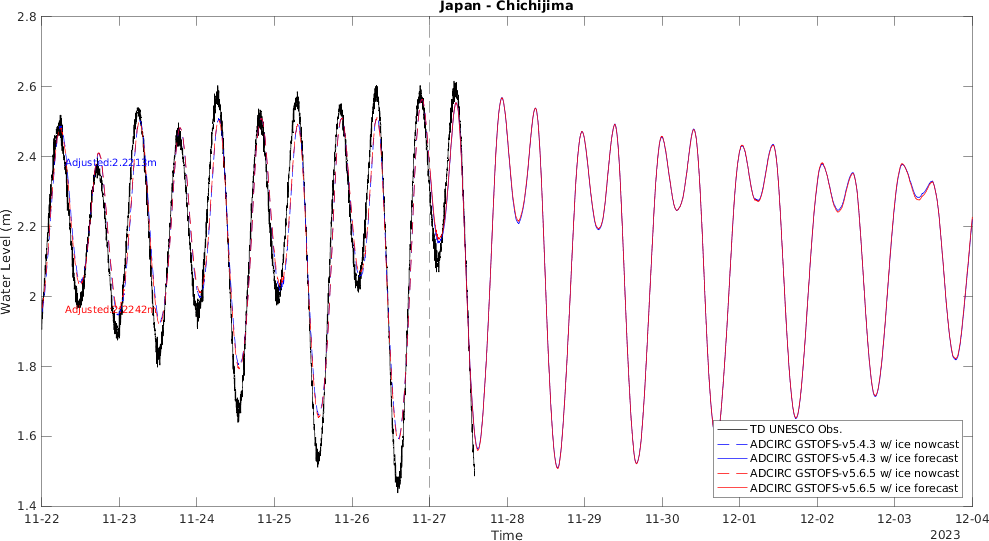 Japan - Chichijima
2.8
2.6
2.4
2.2
2
1.8
1.6
1.4
Water Level (m)
Adjusted:2.2213m
Adjusted:2.2242m
TD UNESCO Obs.
ADCIRC GSTOFS-v5.4.3 w/ ice nowcast
ADCIRC GSTOFS-v5.4.3 w/ ice forecast
ADCIRC GSTOFS-v5.6.5 w/ ice nowcast
ADCIRC GSTOFS-v5.6.5 w/ ice forecast
11-22 11-23 11-24 11-25 11-26 11-27 11-28 11-29 11-30 12-01 12-02 12-03 12-04
Time
2023